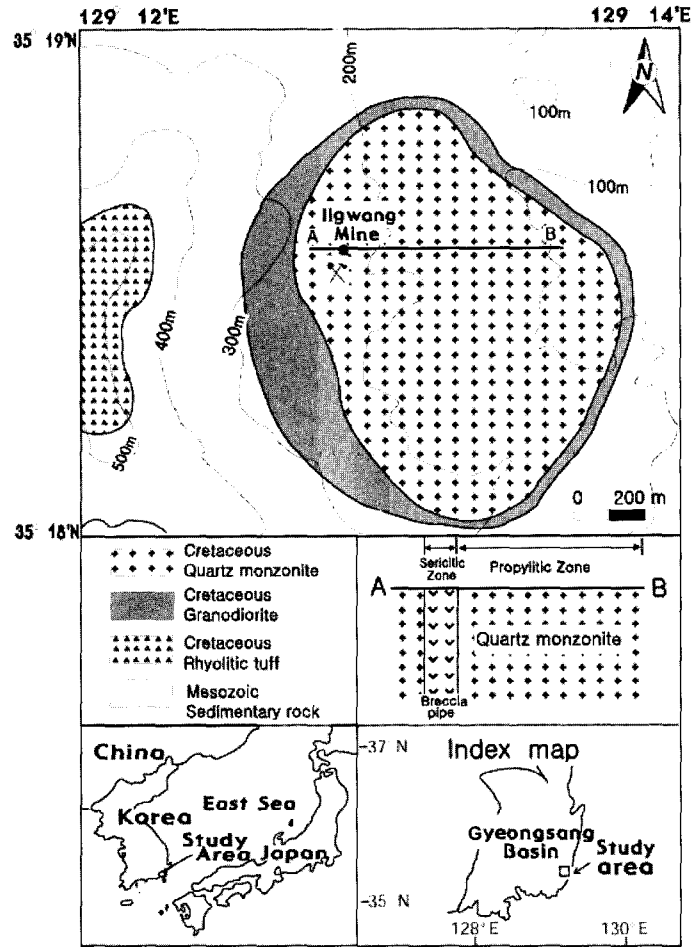 129 12'E
129 14'E
35 19'N
N
200m
100m
100m
Ilgwang
Mine
A
B
400m
300m
500m
0 200 m
35 18'N
Cretaceous
Quartz monzonite
Cretaceous
Granodiorite
Cretaceous
Rhyolitic tuff
Mesozoic
Sedimentary rock
Sericitic
Zone
Propylitic Zone
A
B
Quartz monzonite
Breccia
pipe
China
Korea
East Sea
Study
Area
Japan
37 N
Index map
Gyeongsang
Basin
Study
area
35 N
128°E
130°E